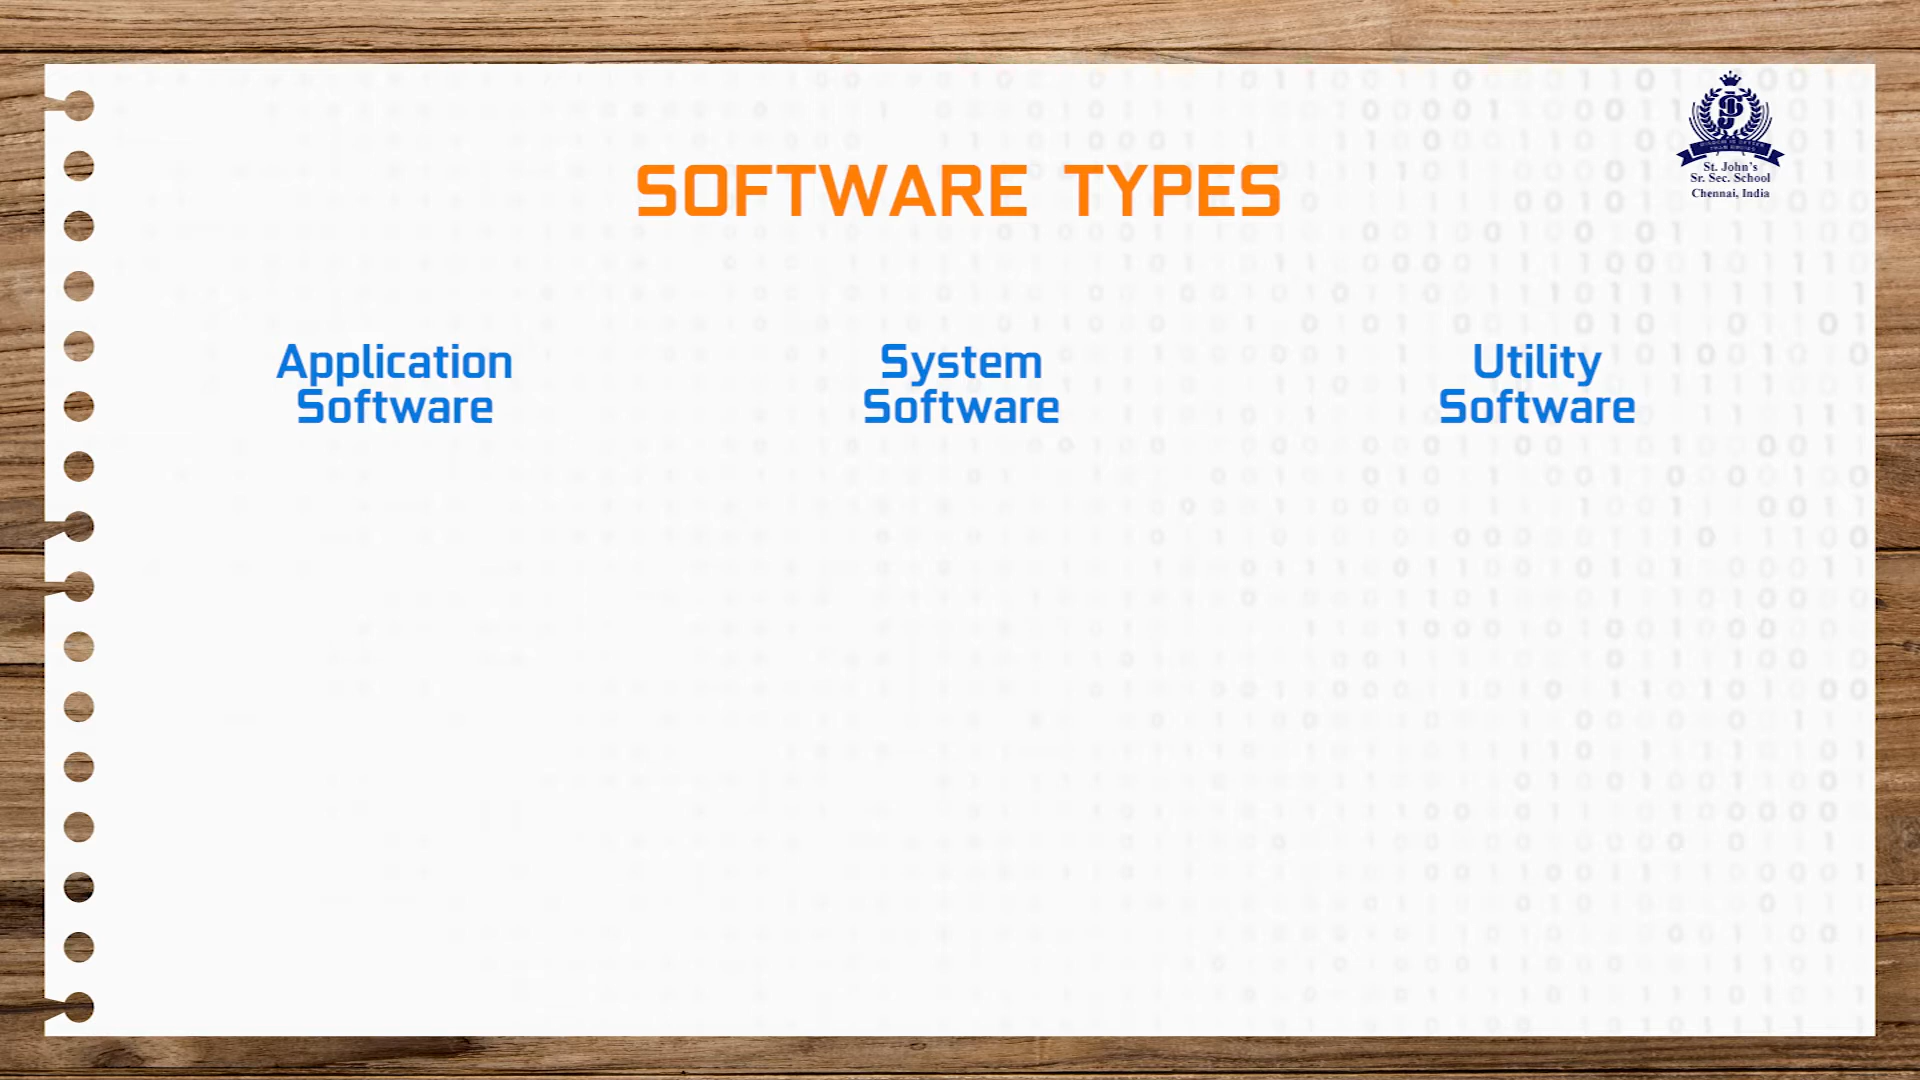 SOFTWARE TYPES
Application
Software
System
Software
Utility
Software
St. John's
Sr. Sec. School
Chennai, India